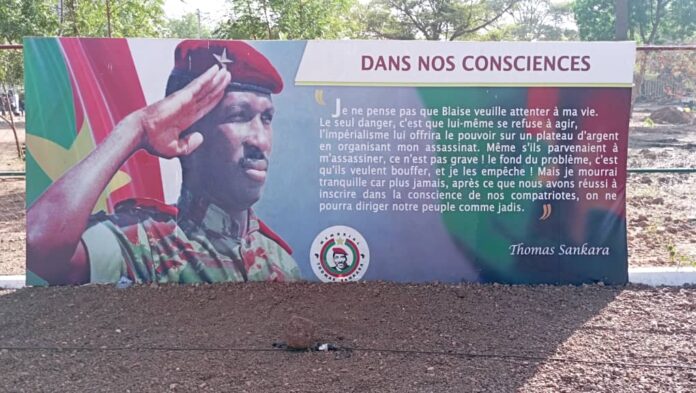 DANS NOS CONSCIENCES
“
Je ne pense pas que Blaise veuille attenter à ma vie.
Le seul danger, c'est que lui-même se refuse à agir,
l'impérialisme lui offrira le pouvoir sur un plateau d'argent
en organisant mon assassinat. Même s'ils parvenaient à
m'assassiner, ce n'est pas grave ! le fond du problème, c'est
qu'ils veulent bouffer, et je les empêche ! Mais je mourrai
tranquille car plus jamais, après ce que nous avons réussi à
inscrire dans la conscience de nos compatriotes, on ne
pourra diriger notre peuple comme jadis. ”
Thomas Sankara
MEMORIAL
THOMAS SANKARA